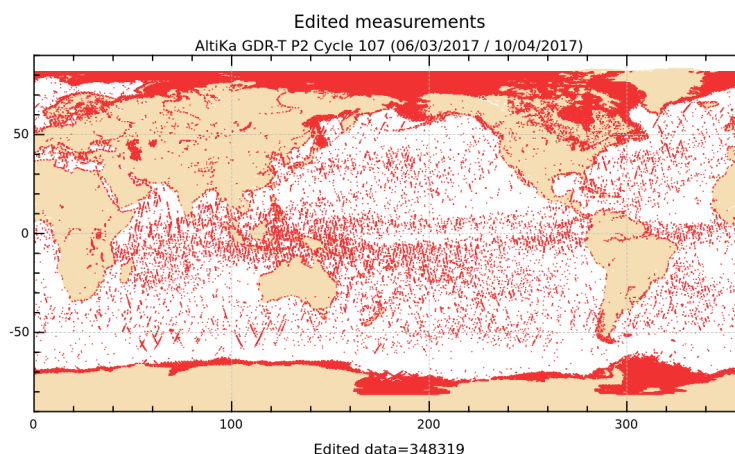 Edited measurements
AltiKa GDR-T P2 Cycle 107 (06/03/2017 / 10/04/2017)
50
0
-50
0 100 200 300
Edited data=348319